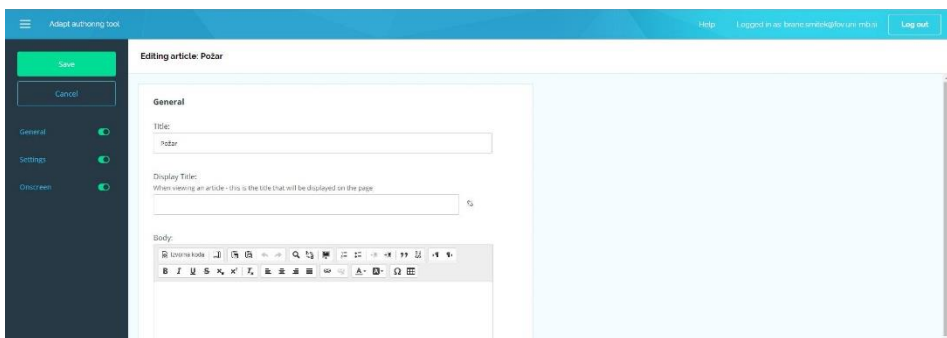 Adapt authoring tool
Help Logged in as: brane.smitek@fov.uni-mb.si Log out
Save
Cancel
General
Settings
Onscreen
Editing article: Požar
General
Title:
Požar
Display Title:
When viewing an article - this is the title that will be displayed on the page
Body:
Izvorna koda